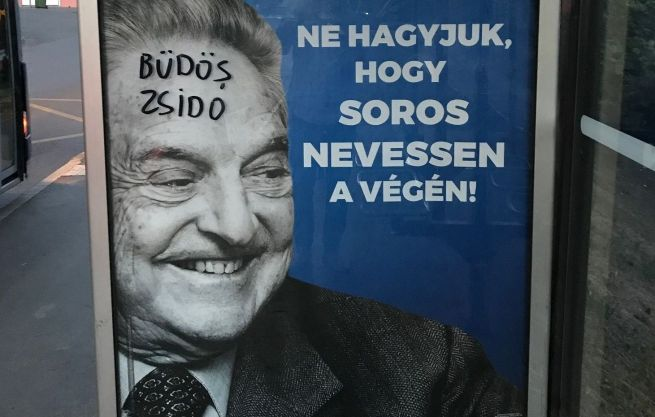 BÜDÖS
ZSIDO
NE HAGYJUK,
HOGY
SOROS
NEVESSEN
A VÉGÉN!